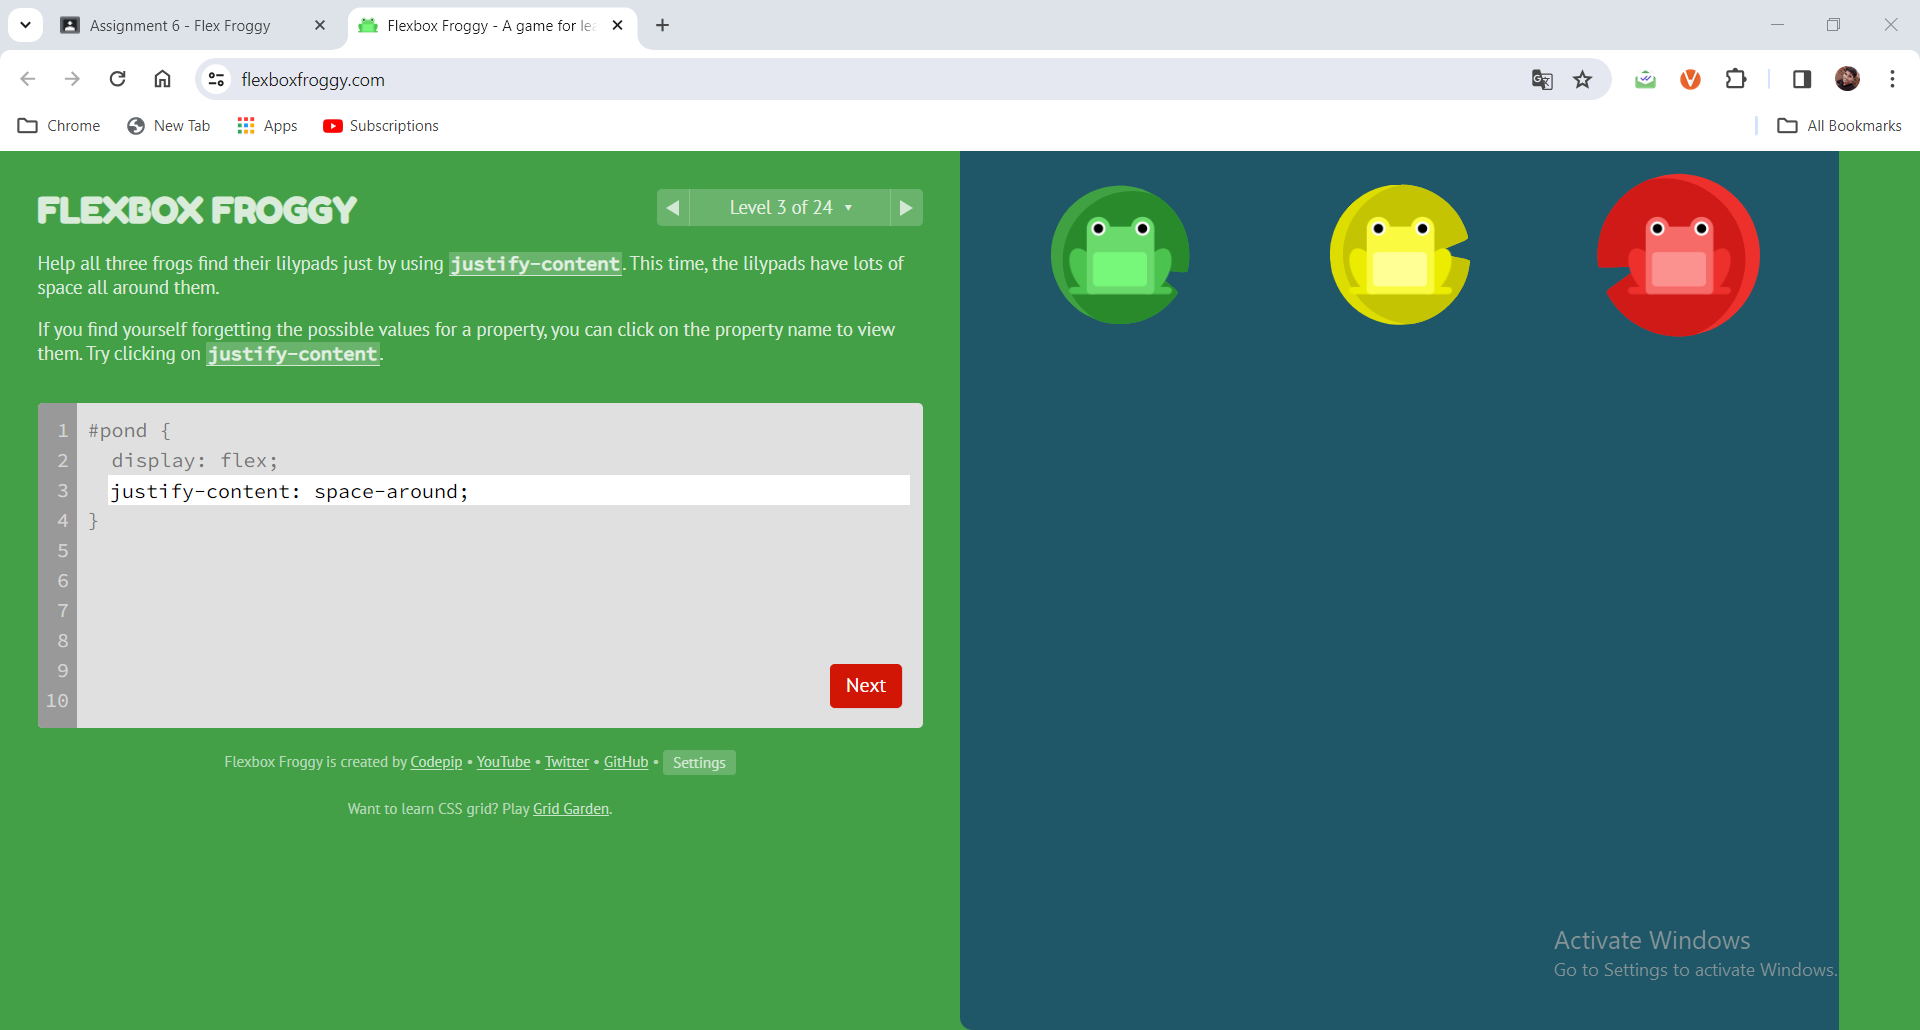 Assignment 6 - Flex Froggy
Flexbox Froggy - A game for lea
flexboxfroggy.com
Chrome
New Tab
Apps
Subscriptions
All Bookmarks
FLEXBOX FROGGY
Level 3 of 24
Help all three frogs find their lilypads just by using justify-content. This time, the lilypads have lots of
space all around them.
If you find yourself forgetting the possible values for a property, you can click on the property name to view
them. Try clicking on justify-content.
1 #pond {
2 display: flex;
3 justify-content: space-around;
4 }
5
6
7
8
9
10
Next
Flexbox Froggy is created by Codepip • YouTube • Twitter • GitHub • Settings
Want to learn CSS grid? Play Grid Garden.
Activate Windows
Go to Settings to activate Windows.